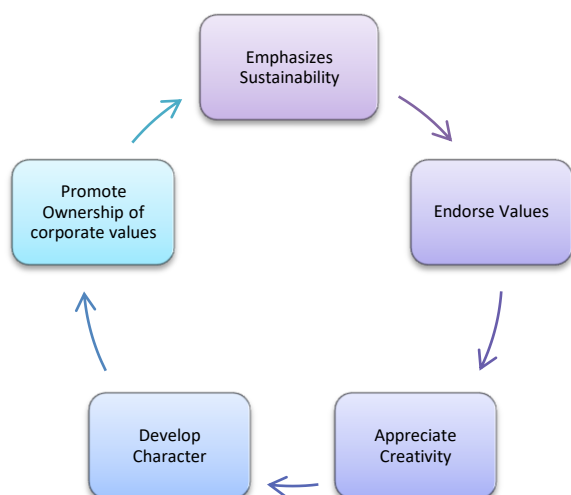 Emphasizes
Sustainability
Endorse Values
Appreciate
Creativity
Develop
Character
Promote
Ownership of
corporate values